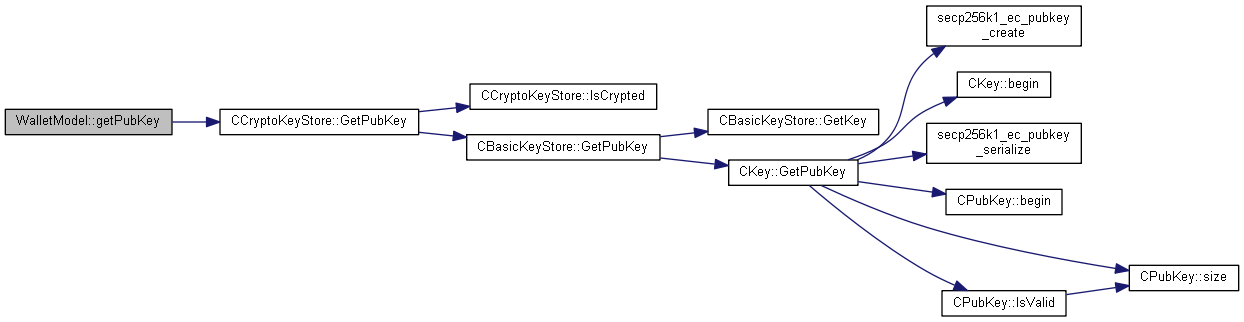 WalletModel::getPubKey
CCryptoKeyStore::GetPubKey
CCryptoKeyStore::IsCrypted
CBasicKeyStore::GetPubKey
CBasicKeyStore::GetKey
CKey::GetPubKey
secp256k1_ec_pubkey
_create
CKey::begin
secp256k1_ec_pubkey
_serialize
CPubKey::begin
CPubKey::size
CPubKey::IsValid